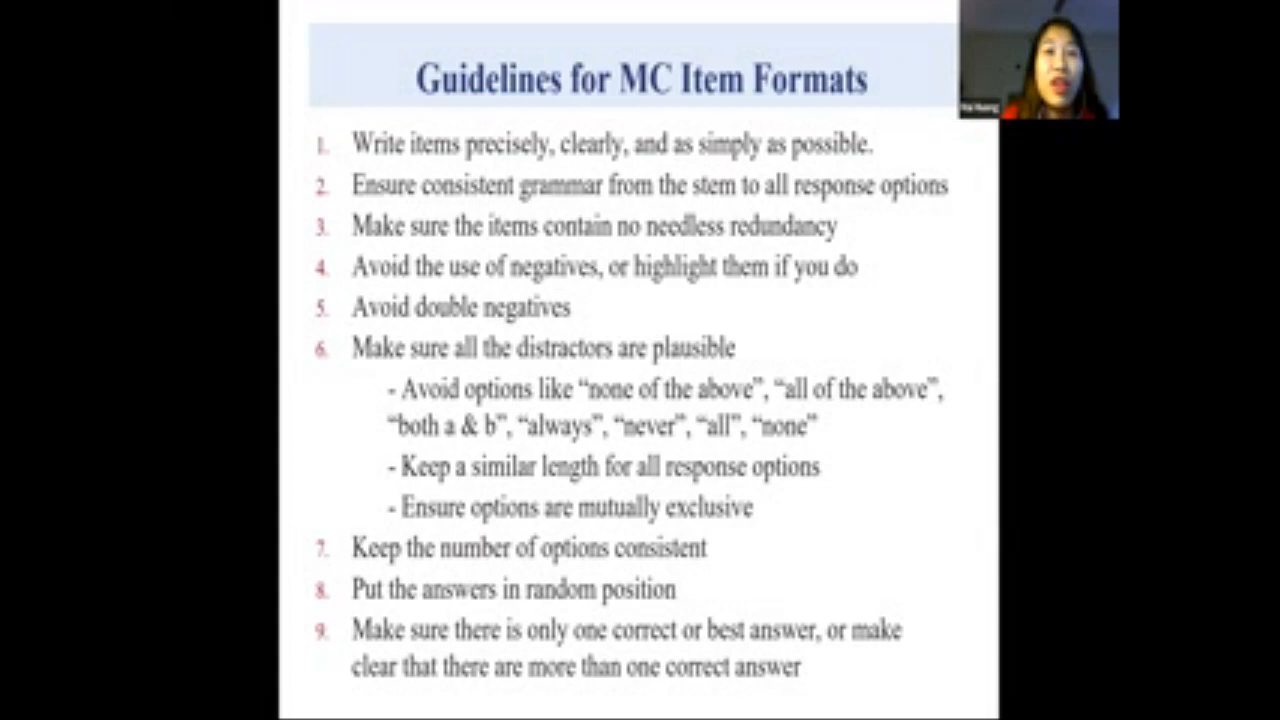 Guidelines for MC Item Formats
1. Write items precisely, clearly, and as simply as possible.
2. Ensure consistent grammar from the stem to all response options
3. Make sure the items contain no needless redundancy
4. Avoid the use of negatives, or highlight them if you do
5. Avoid double negatives
6. Make sure all the distractors are plausible
- Avoid options like “none of the above”, “all of the above”,
“both a & b”, “always”, “never”, “all”, “none”
- Keep a similar length for all response options
- Ensure options are mutually exclusive
7. Keep the number of options consistent
8. Put the answers in random position
9. Make sure there is only one correct or best answer, or make
clear that there are more than one correct answer